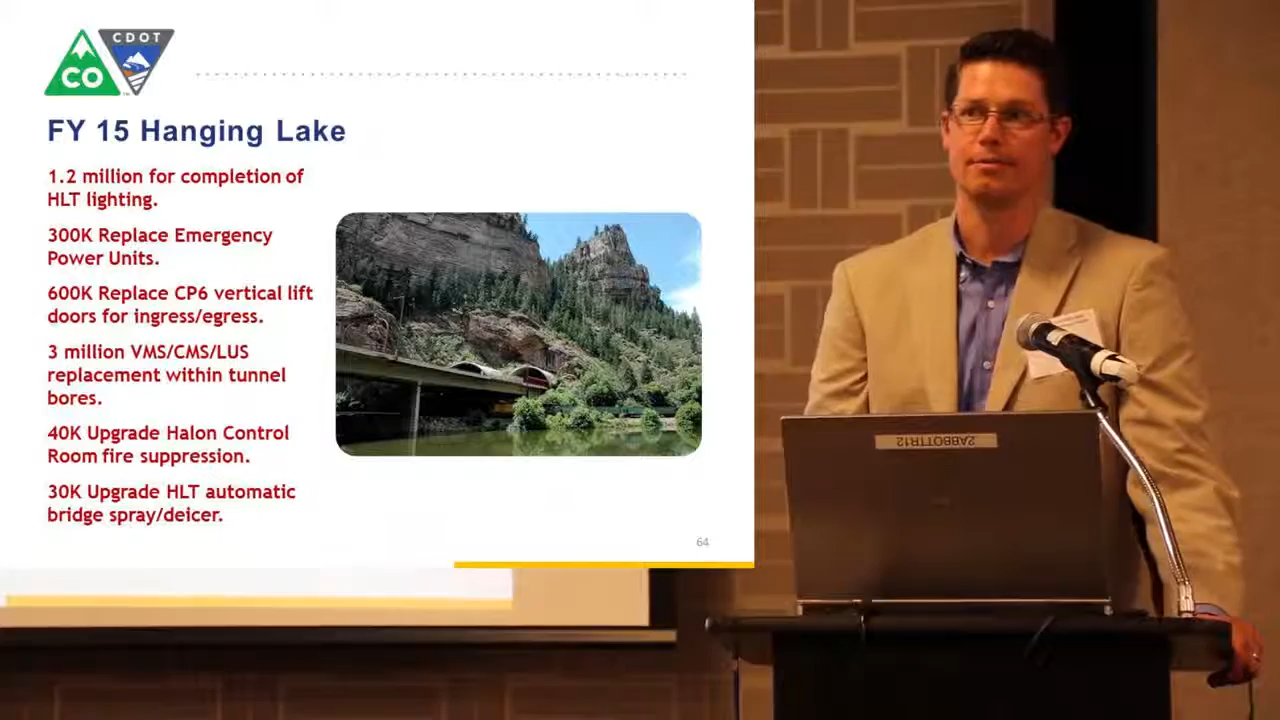 CO
CDOT
FY 15 Hanging Lake
1.2 million for completion of
HLT lighting.
300K Replace Emergency
Power Units.
600K Replace CP6 vertical lift
doors for ingress/egress.
3 million VMS/CMS/LUS
replacement within tunnel
bores.
40K Upgrade Halon Control
Room fire suppression.
30K Upgrade HLT automatic
bridge spray/deicer.
64
2ABBOTTR12